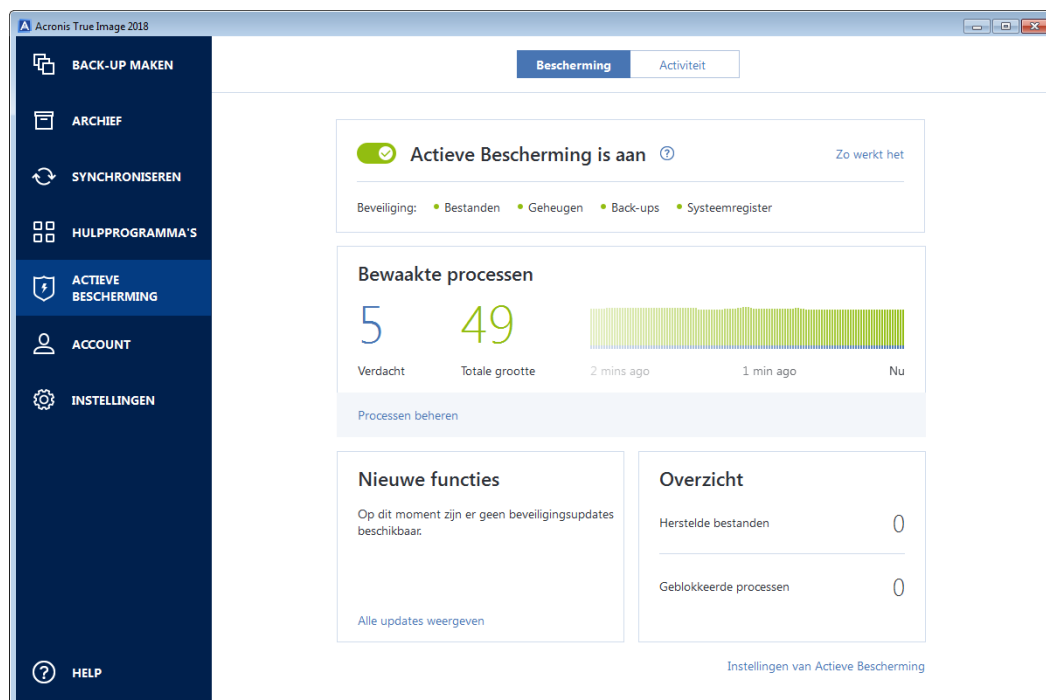 Acronis True Image 2018
BACK-UP MAKEN
ARCHIEF
SYNCHRONISEREN
HULPPROGRAMMA'S
ACTIEVE
BESCHERMING
ACCOUNT
INSTELLINGEN
HELP
Bescherming
Activiteit
Actieve Bescherming is aan
Zo werkt het
Beveiliging: • Bestanden • Geheugen • Back-ups • Systeemregister
Bewaakte processen
5 49
Verdacht Totale grootte 2 mins ago 1 min ago Nu
Processen beheren
Nieuwe functies
Op dit moment zijn er geen beveiligingsupdates
beschikbaar.
Alle updates weergeven
Overzicht
Herstelde bestanden 0
Geblokkeerde processen 0
Instellingen van Actieve Bescherming